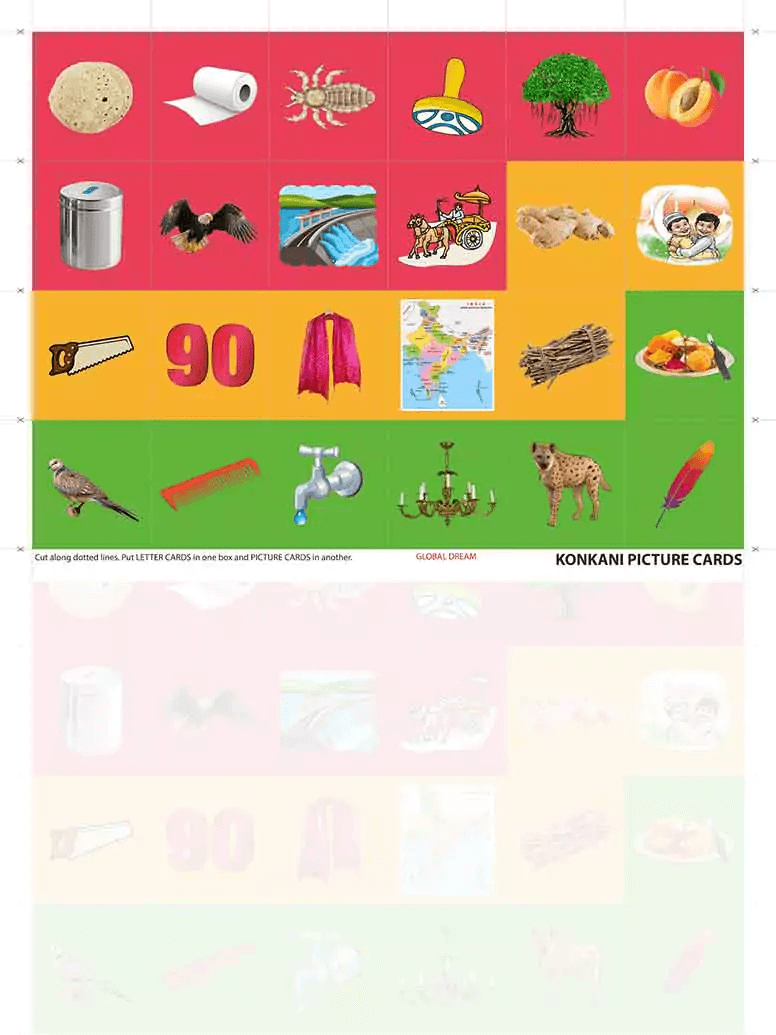 90
INDIA
Cut along dotted lines. Put LETTER CARDS in one box and PICTURE CARDS in another.
GLOBAL DREAM
KONKANI PICTURE CARDS
90